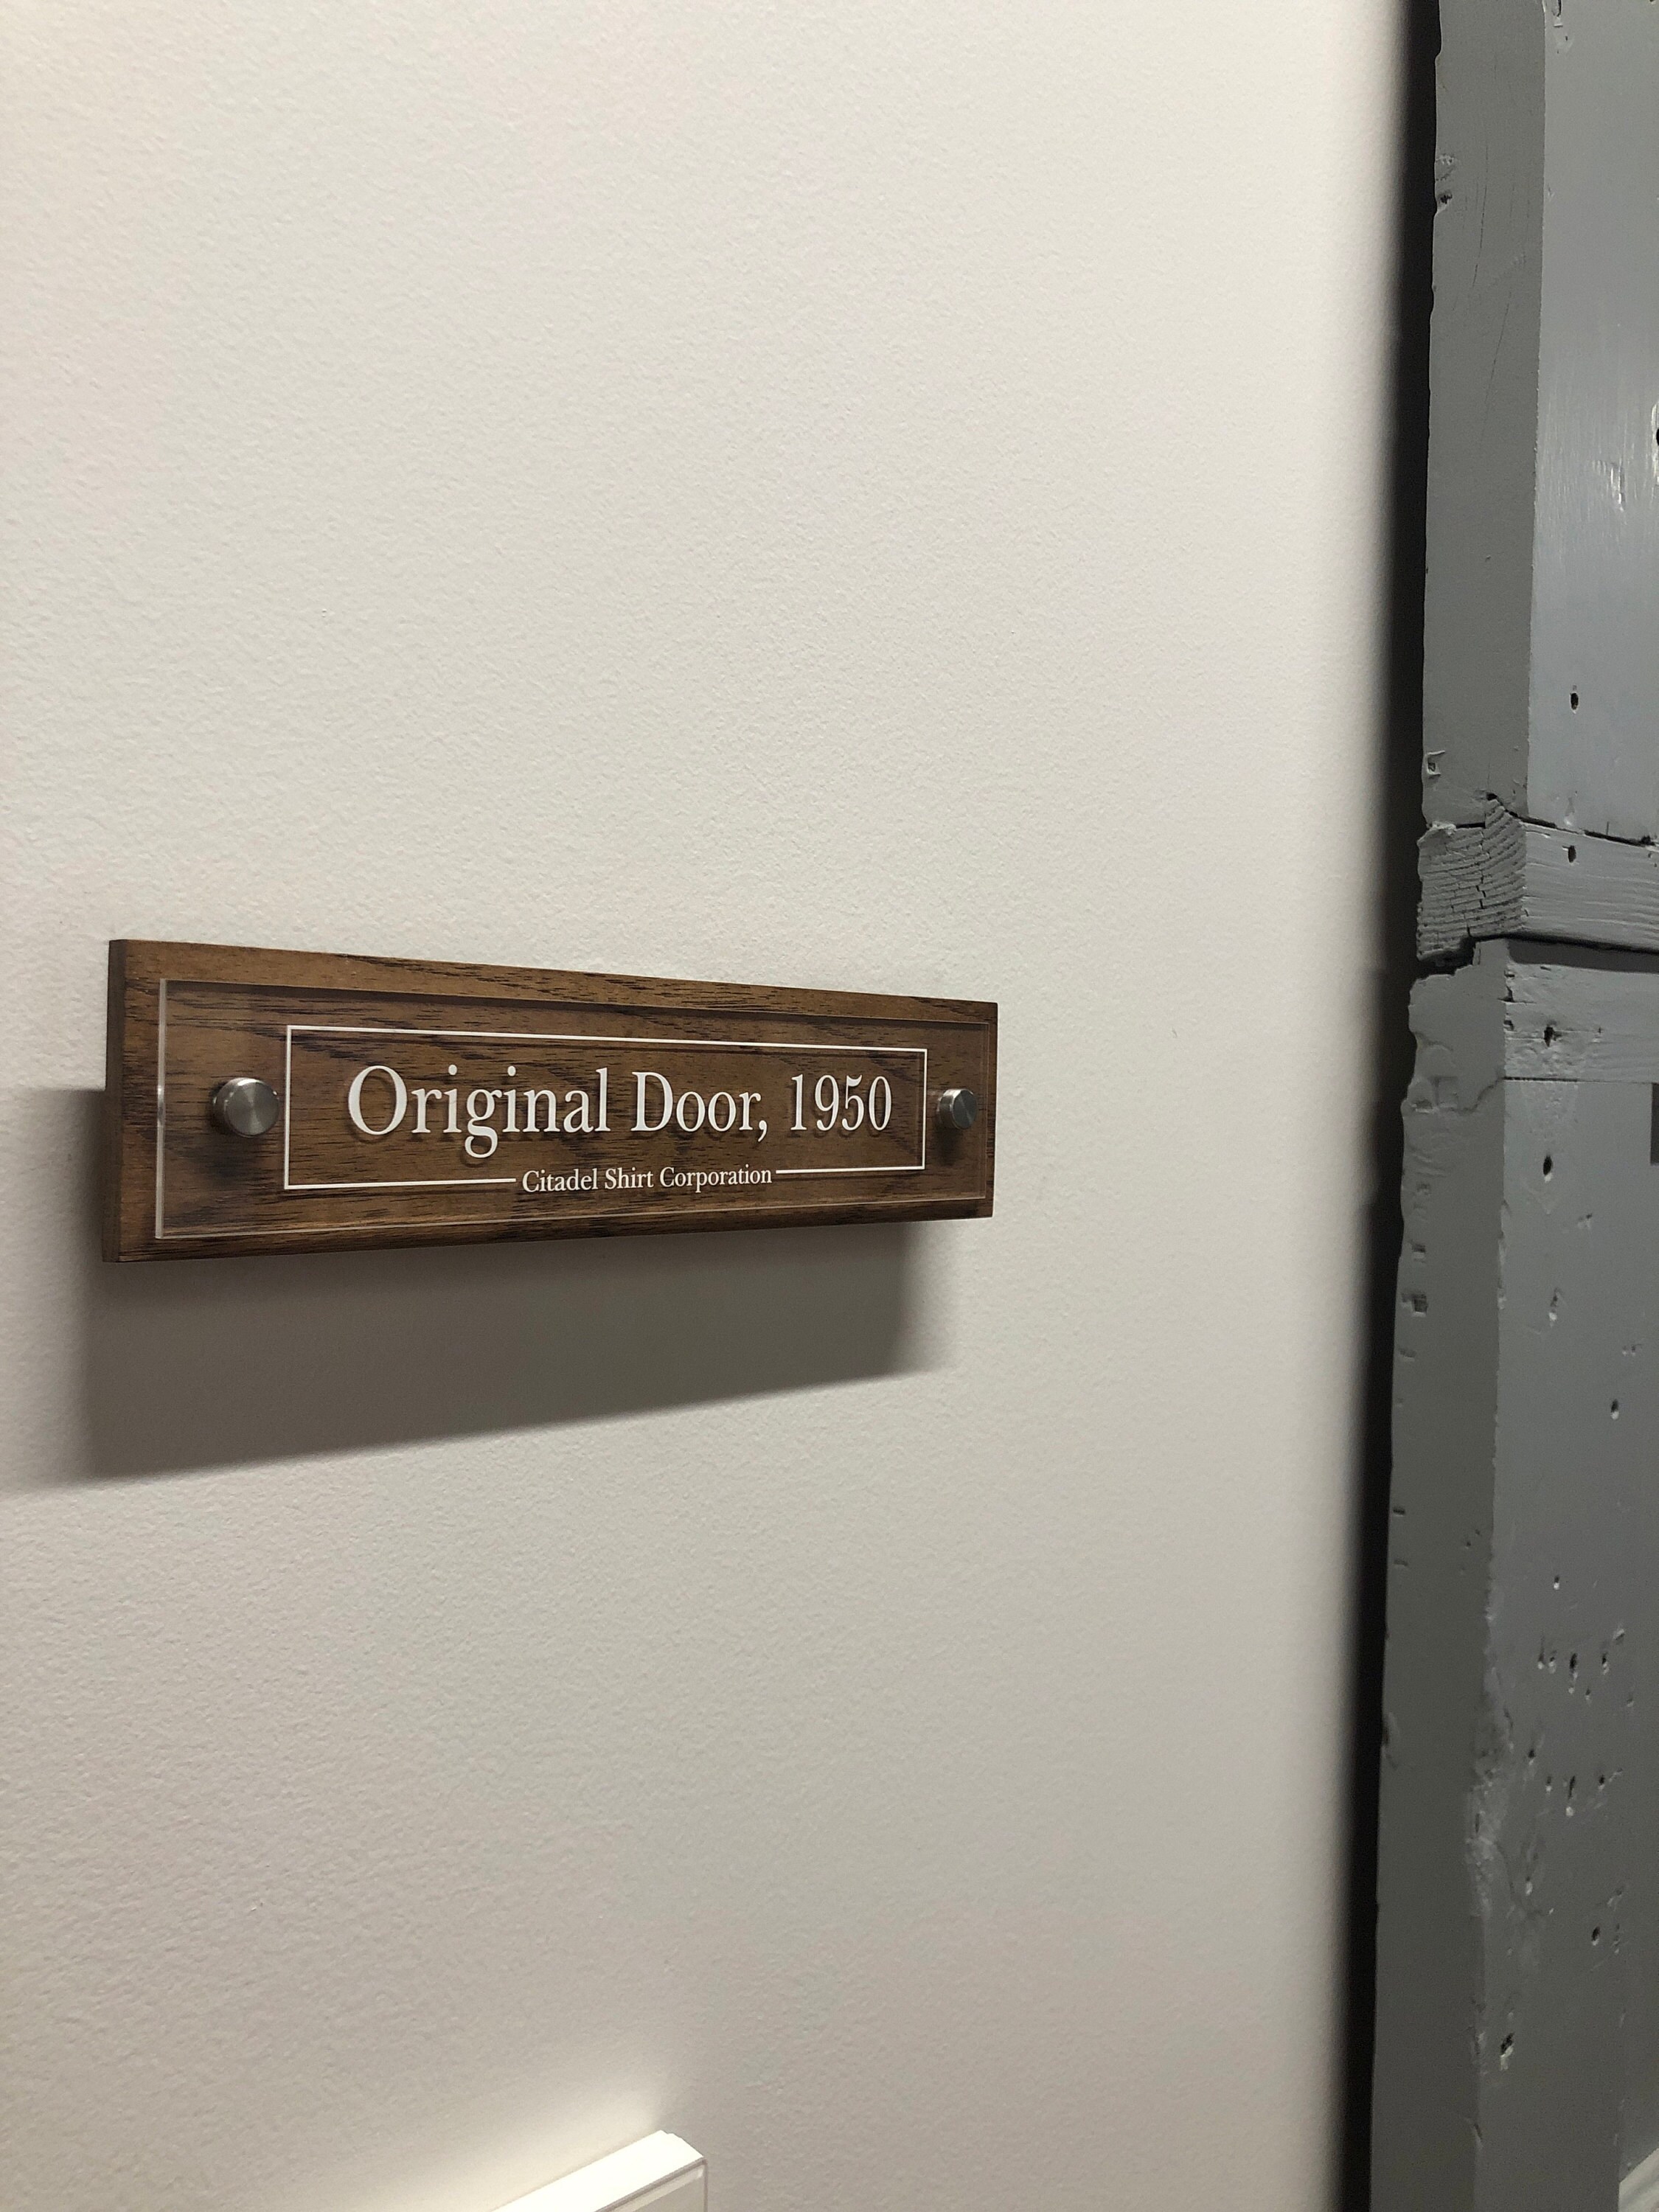 Original Door, 1950
Citadel Shirt Corporation